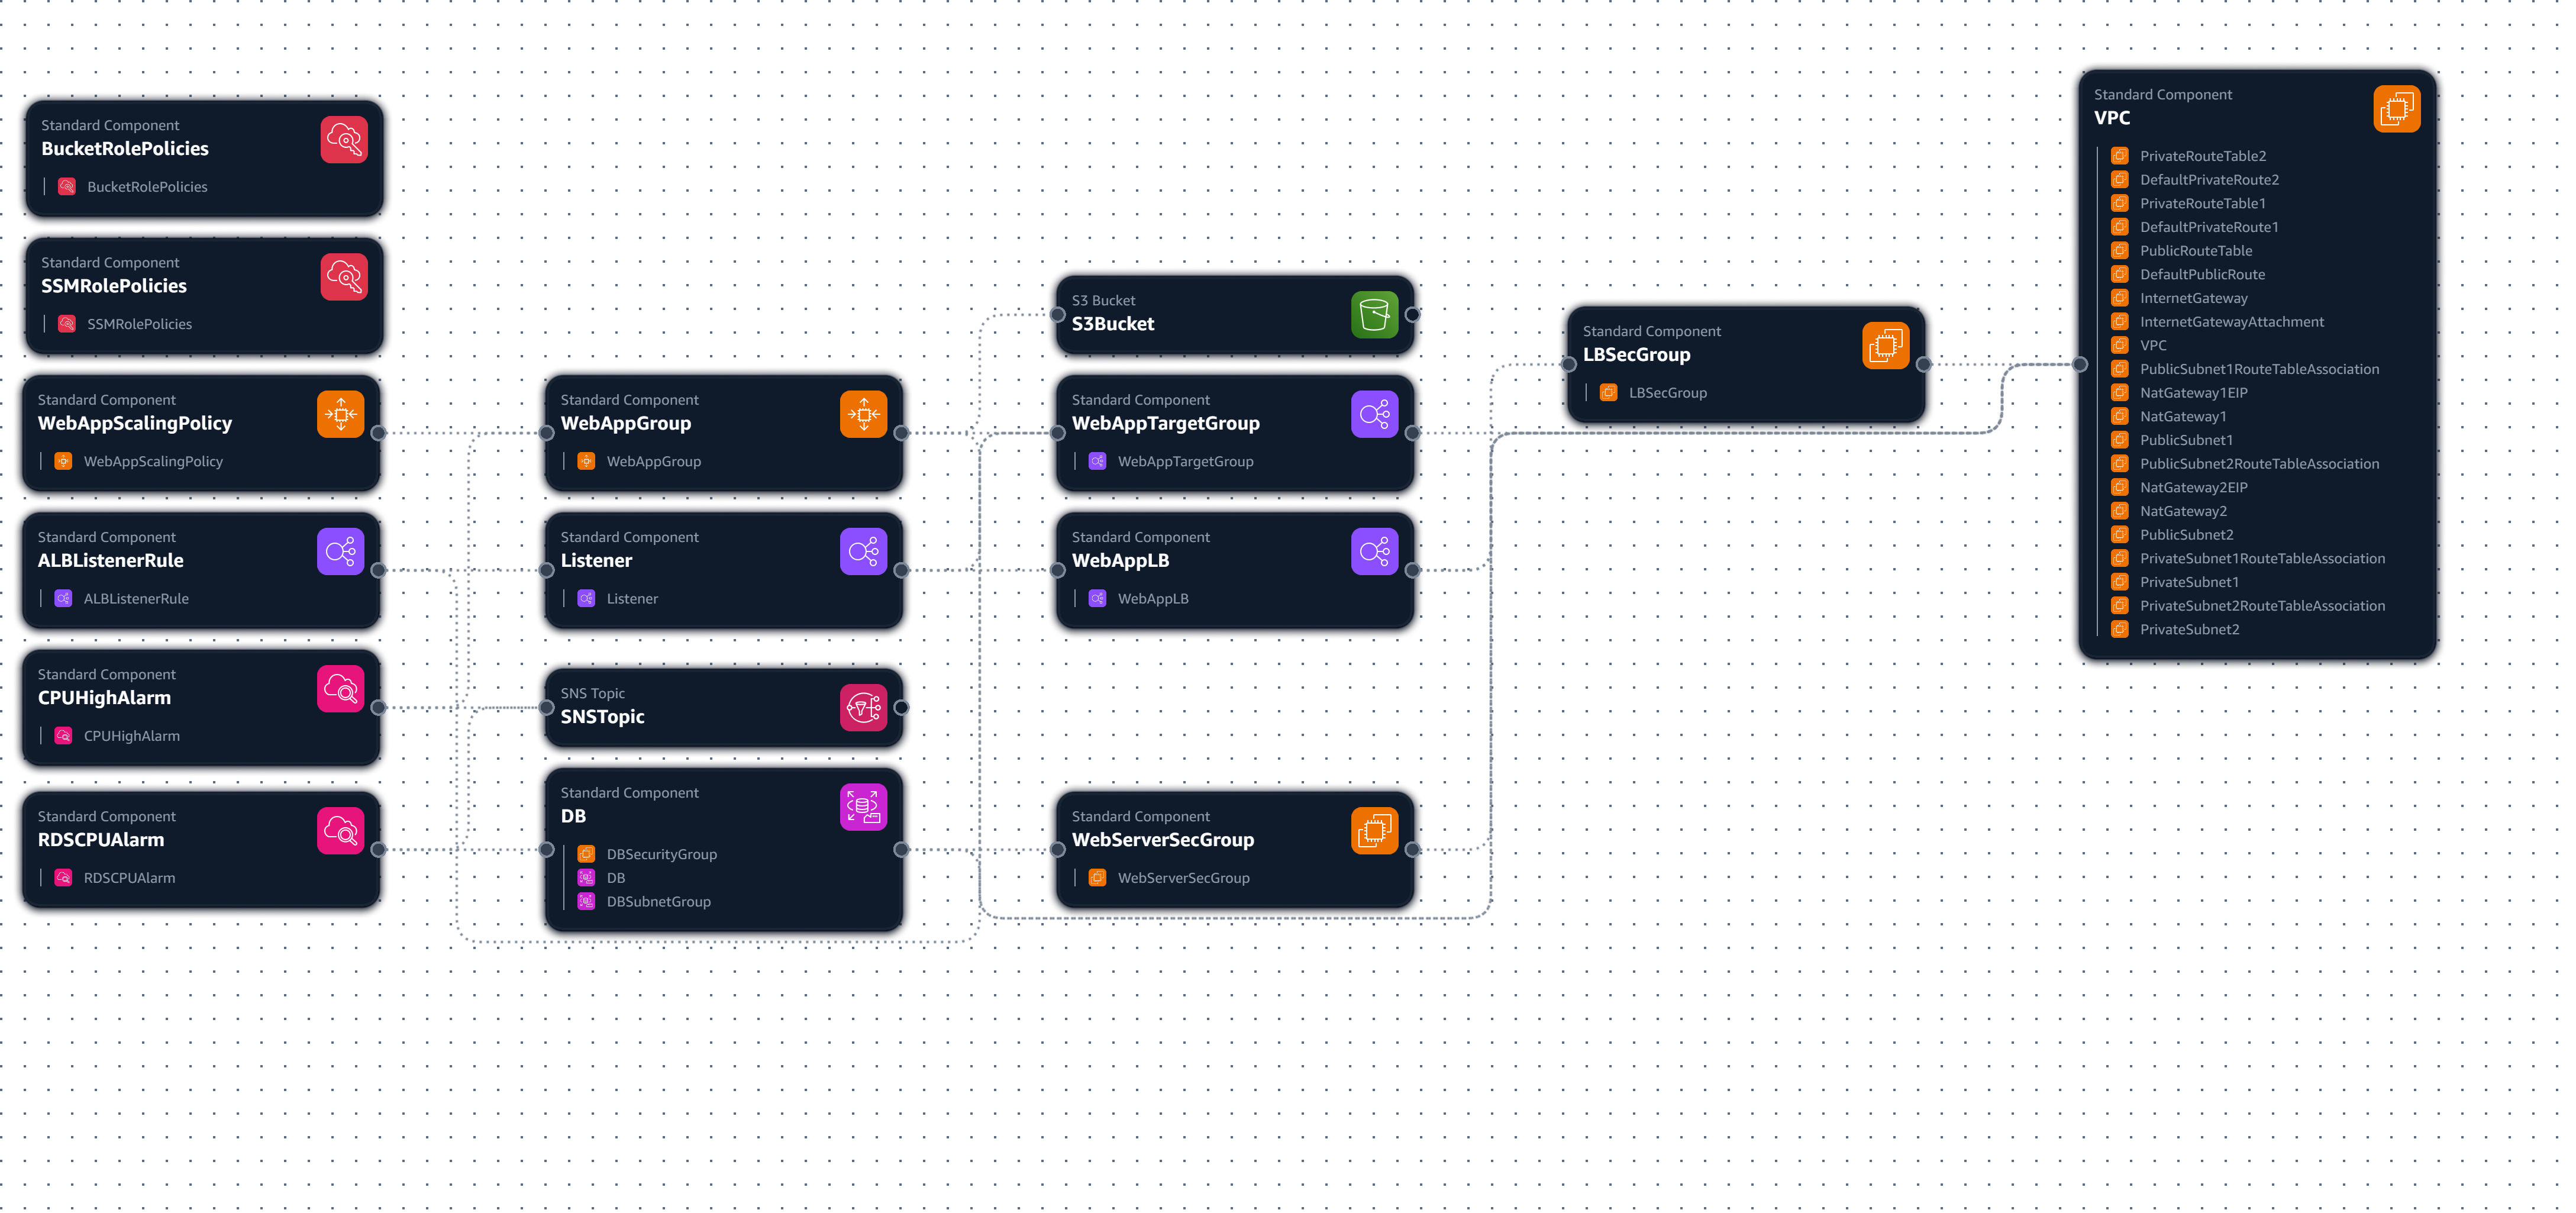 Standard Component
BucketRolePolicies
BucketRolePolicies
Standard Component
SSMRolePolicies
SSMRolePolicies
Standard Component
WebAppScalingPolicy
WebAppScalingPolicy
Standard Component
ALBListenerRule
ALBListenerRule
Standard Component
CPUHighAlarm
CPUHighAlarm
Standard Component
RDSCPUAlarm
RDSCPUAlarm
Standard Component
WebAppGroup
WebAppGroup
Standard Component
Listener
Listener
SNS Topic
SNSTopic
Standard Component
DB
DBSecurityGroup
DB
DBSubnetGroup
S3 Bucket
S3Bucket
Standard Component
WebAppTargetGroup
WebAppTargetGroup
Standard Component
WebAppLB
WebAppLB
Standard Component
WebServerSecGroup
WebServerSecGroup
Standard Component
LBSecGroup
LBSecGroup
Standard Component
VPC
PrivateRouteTable2
DefaultPrivateRoute2
PrivateRouteTable1
DefaultPrivateRoute1
PublicRouteTable
DefaultPublicRoute
InternetGateway
InternetGatewayAttachment
VPC
PublicSubnet1RouteTableAssociation
NatGateway1EIP
NatGateway1
PublicSubnet1
PublicSubnet2RouteTableAssociation
NatGateway2EIP
NatGateway2
PublicSubnet2
PrivateSubnet1RouteTableAssociation
PrivateSubnet1
PrivateSubnet2RouteTableAssociation
PrivateSubnet2